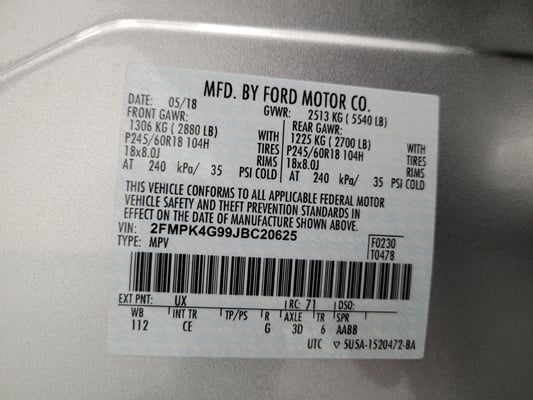 MFD. BY FORD MOTOR CO.
DATE: 05/18 GVWR: 2513 KG ( 5540 LB)
FRONT GAWR: REAR GAWR:
1306 KG ( 2880 LB) WITH 1225 KG ( 2700 LB) WITH
P245/60R18 104H TIRES P245/60R18 104H TIRES
18x8.0J RIMS 18x8.0J RIMS
AT 240 kPa/ 35 PSI COLD AT 240 kPa/ 35 PSI COLD
THIS VEHICLE CONFORMS TO ALL APPLICABLE FEDERAL MOTOR
VEHICLE SAFETY AND THEFT PREVENTION STANDARDS IN
EFFECT ON THE DATE OF MANUFACTURE SHOWN ABOVE.
VIN: 2FMPK4G99JBC20625 F0230
TYPE: MPV T0478
EXT PNT: UX RC: 71 DSO:
WB INT TR TP/PS R AXLE TR SPR
112 CE G 3D 6 AABB
UTC ▽ 5U5A-1520472-BA